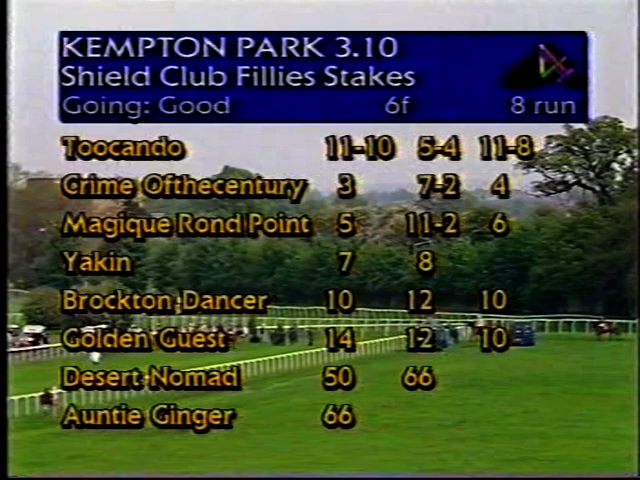 KEMPTON PARK 3.10
Shield Club Fillies Stakes
Going: Good 6f 8 run
Toocando 11-10 5-4 11-8
Crime Ofthecentury 3 7-2 4
Magique Rond Point 5 11-2 6
Yakin 7 8
Brockton Dancer 10 12 10
Golden Guest 14 12 10
Desert Nomad 50 66
Auntie Ginger 66